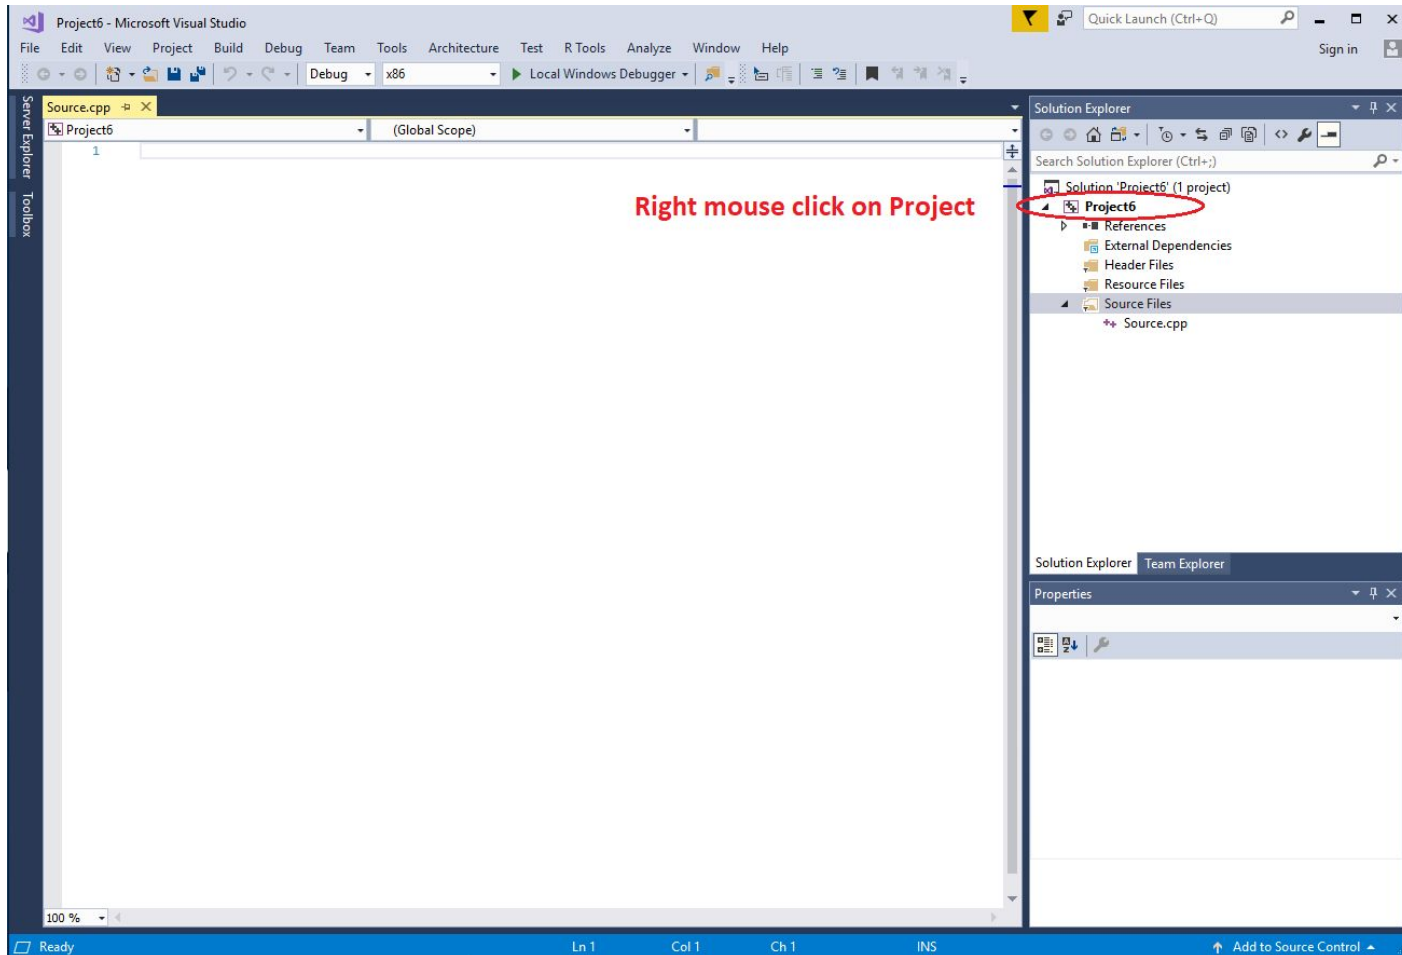 Project6 - Microsoft Visual Studio
Quick Launch (Ctrl+Q)
File Edit View Project Build Debug Team Tools Architecture Test R Tools Analyze Window Help
Sign in
Debug x86 Local Windows Debugger
Server Explorer
Toolbox
Source.cpp
Project6 (Global Scope)
1
Right mouse click on Project
Solution Explorer
Search Solution Explorer (Ctrl+;)
Solution 'Project6' (1 project)
Project6
References
External Dependencies
Header Files
Resource Files
Source Files
Source.cpp
Solution Explorer Team Explorer
Properties
100 %
Ready Ln 1 Col 1 Ch 1 INS Add to Source Control